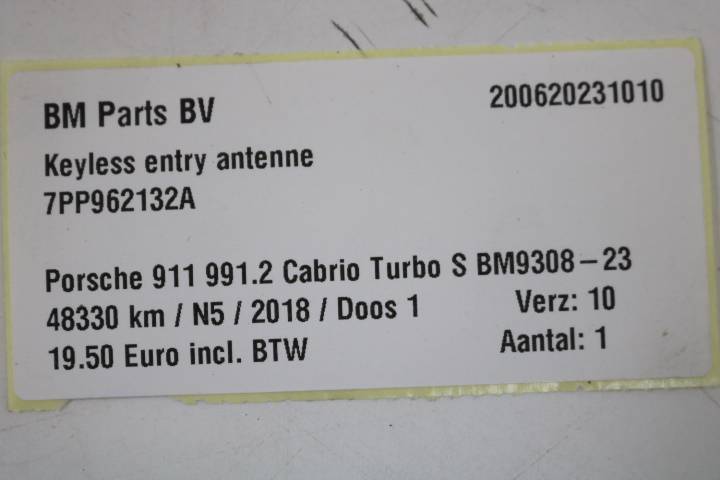 BM Parts BV 200620231010
Keyless entry antenne
7PP962132A
Porsche 911 991.2 Cabrio Turbo S BM9308-23
48330 km / N5 / 2018 / Doos 1 Verz: 10
19.50 Euro incl. BTW Aantal: 1